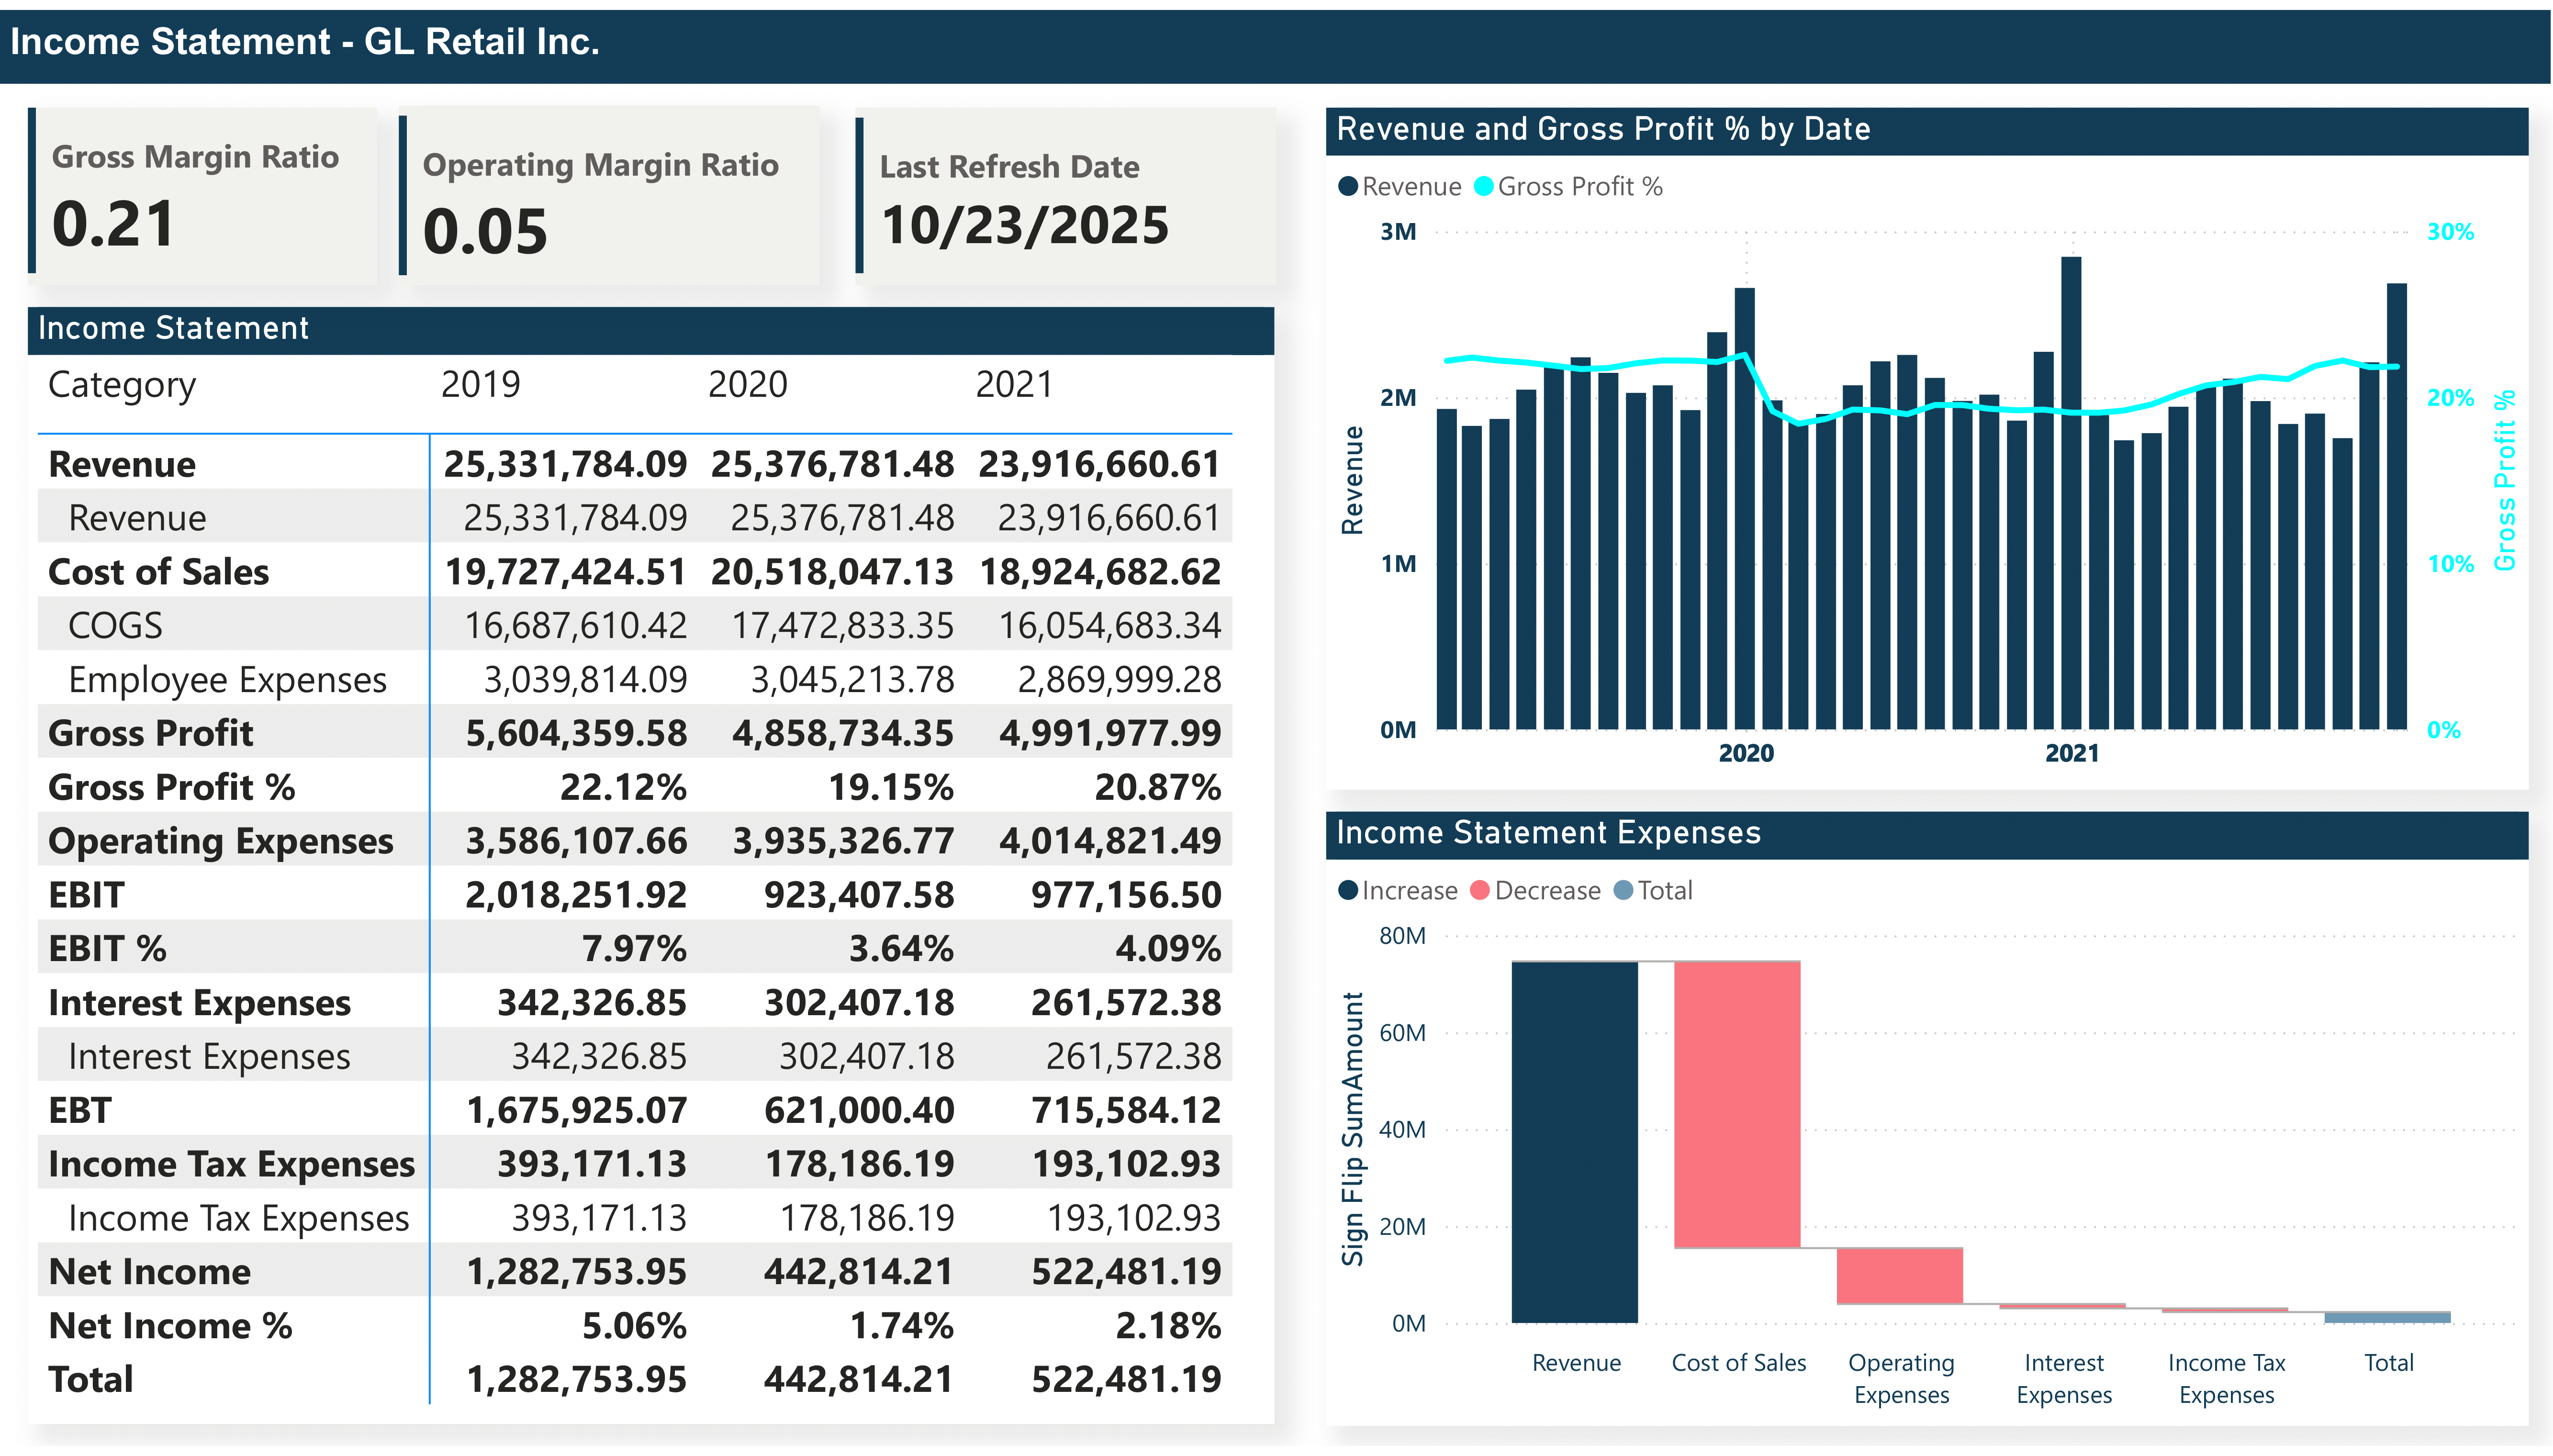 Income Statement - GL Retail Inc.
Gross Margin Ratio
0.21
Operating Margin Ratio
0.05
Last Refresh Date
10/23/2025
Income Statement
Category 2019 2020 2021
Revenue 25,331,784.09 25,376,781.48 23,916,660.61
Revenue 25,331,784.09 25,376,781.48 23,916,660.61
Cost of Sales 19,727,424.51 20,518,047.13 18,924,682.62
COGS 16,687,610.42 17,472,833.35 16,054,683.34
Employee Expenses 3,039,814.09 3,045,213.78 2,869,999.28
Gross Profit 5,604,359.58 4,858,734.35 4,991,977.99
Gross Profit % 22.12% 19.15% 20.87%
Operating Expenses 3,586,107.66 3,935,326.77 4,014,821.49
EBIT 2,018,251.92 923,407.58 977,156.50
EBIT % 7.97% 3.64% 4.09%
Interest Expenses 342,326.85 302,407.18 261,572.38
Interest Expenses 342,326.85 302,407.18 261,572.38
EBT 1,675,925.07 621,000.40 715,584.12
Income Tax Expenses 393,171.13 178,186.19 193,102.93
Income Tax Expenses 393,171.13 178,186.19 193,102.93
Net Income 1,282,753.95 442,814.21 522,481.19
Net Income % 5.06% 1.74% 2.18%
Total 1,282,753.95 442,814.21 522,481.19
Revenue and Gross Profit % by Date
Revenue Gross Profit %
3M 30%
2M 20%
1M 10%
0M 0%
Revenue
Gross Profit %
2020 2021
Income Statement Expenses
Increase Decrease Total
80M
60M
40M
20M
0M
Sign Flip SumAmount
Revenue Cost of Sales Operating Interest Income Tax Total
Expenses Expenses Expenses